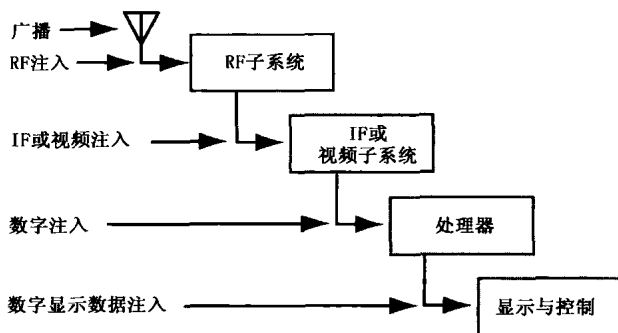 广播
RF注入
RF子系统
IF或视频注入
IF或
视频子系统
数字注入
处理器
数字显示数据注入
显示与控制